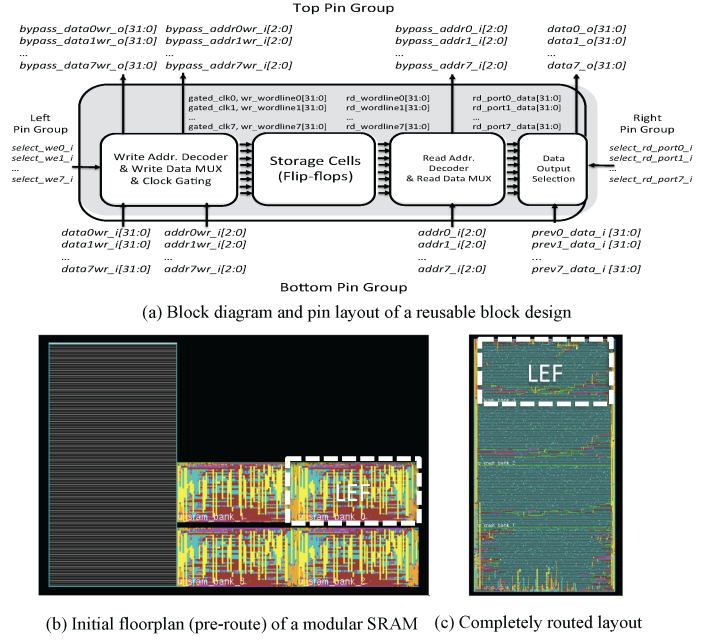 Top Pin Group
bypass_data0wr_o[31:0] bypass_addr0wr_i[2:0] bypass_addr0_i[2:0] data0_o[31:0]
bypass_data1wr_o[31:0] bypass_addr1wr_i[2:0] bypass_addr1_i[2:0] data1_o[31:0]
... ... ... ...
bypass_data7wr_o[31:0] bypass_addr7wr_i[2:0] bypass_addr7_i[2:0] data7_o[31:0]
gated_clk0, wr_wordline0[31:0] rd_wordline0[31:0] rd_port0_data[31:0]
gated_clk1, wr_wordline1[31:0] rd_wordline1[31:0] rd_port1_data[31:0]
... ... ...
gated_clk7, wr_wordline7[31:0] rd_wordline7[31:0] rd_port7_data[31:0]
Left
Pin Group
select_we0_i
select_we1_i
...
select_we7_i
Write Addr. Decoder
& Write Data MUX
& Clock Gating
Storage Cells
(Flip-flops)
Read Addr.
Decoder
& Read Data MUX
Data
Output
Selection
Right
Pin Group
select_rd_port0_i
select_rd_port1_i
...
select_rd_port7_i
data0wr_i[31:0] addr0wr_i[2:0] addr0_i[2:0] prev0_data_i [31:0]
data1wr_i[31:0] addr1wr_i[2:0] addr1_i[2:0] prev1_data_i [31:0]
... ... ... ...
data7wr_i[31:0] addr7wr_i[2:0] addr7_i[2:0] prev7_data_i [31:0]
Bottom Pin Group
(a) Block diagram and pin layout of a reusable block design
LEF
sram_bank_1 sram_bank_0
sram_bank_3 sram_bank_2
LEF
(b) Initial floorplan (pre-route) of a modular SRAM (c) Completely routed layout